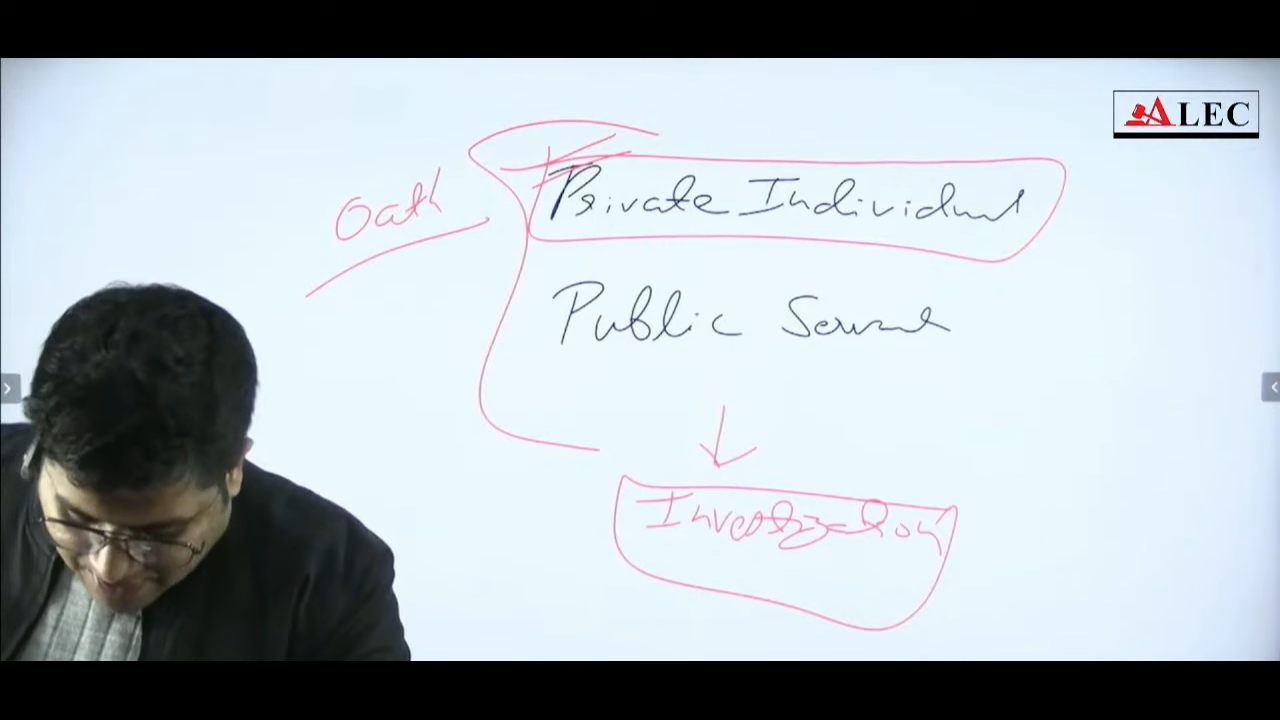 ALEC
Oath
Private Individual
Public Servant
Investigation